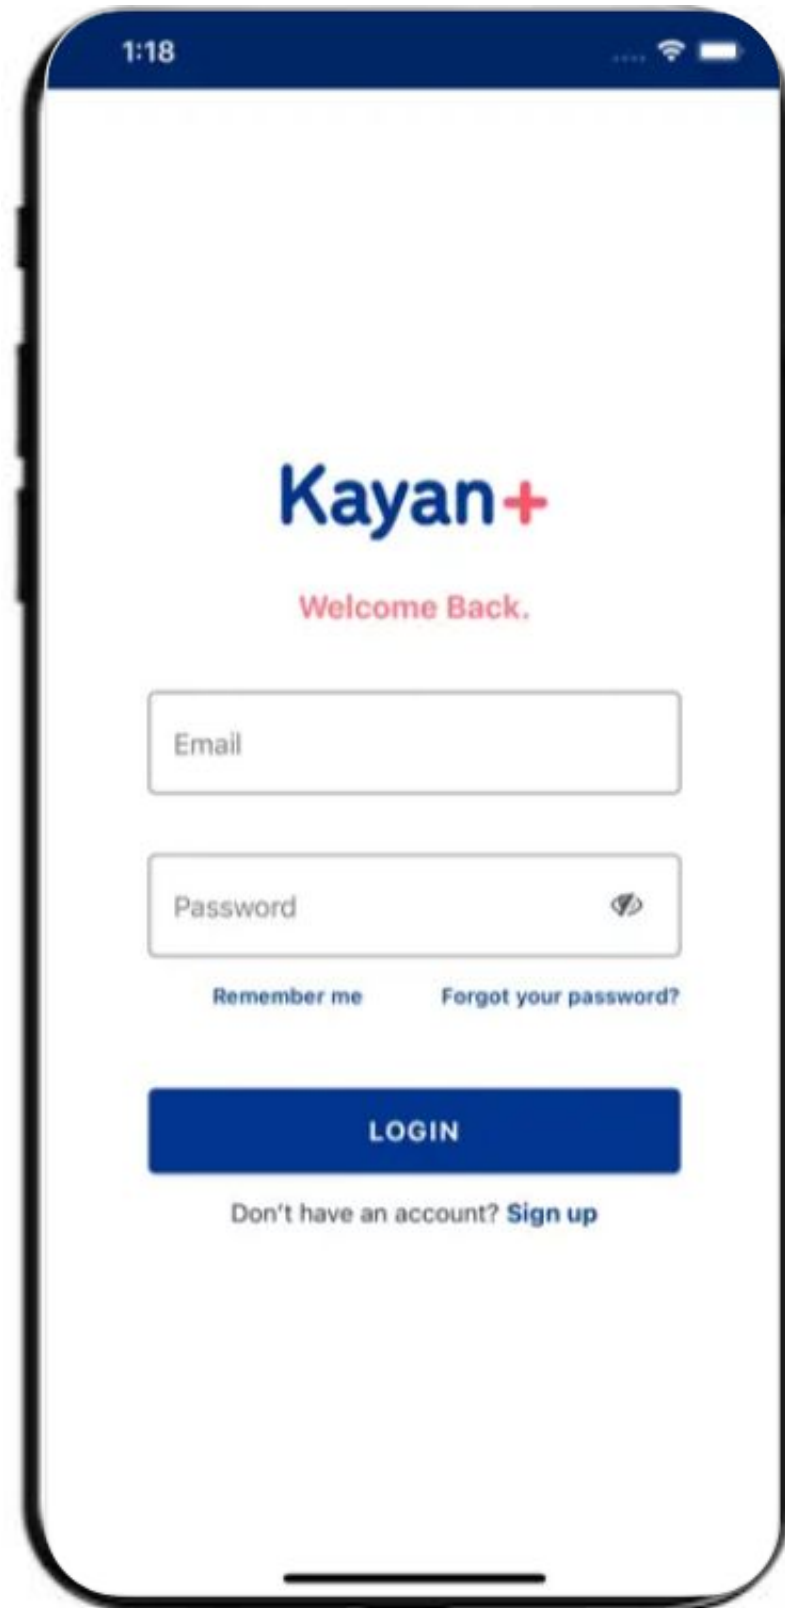 1:18
Kayan+
Welcome Back.
Email
Password
Remember me Forgot your password?
LOGIN
Don't have an account? Sign up